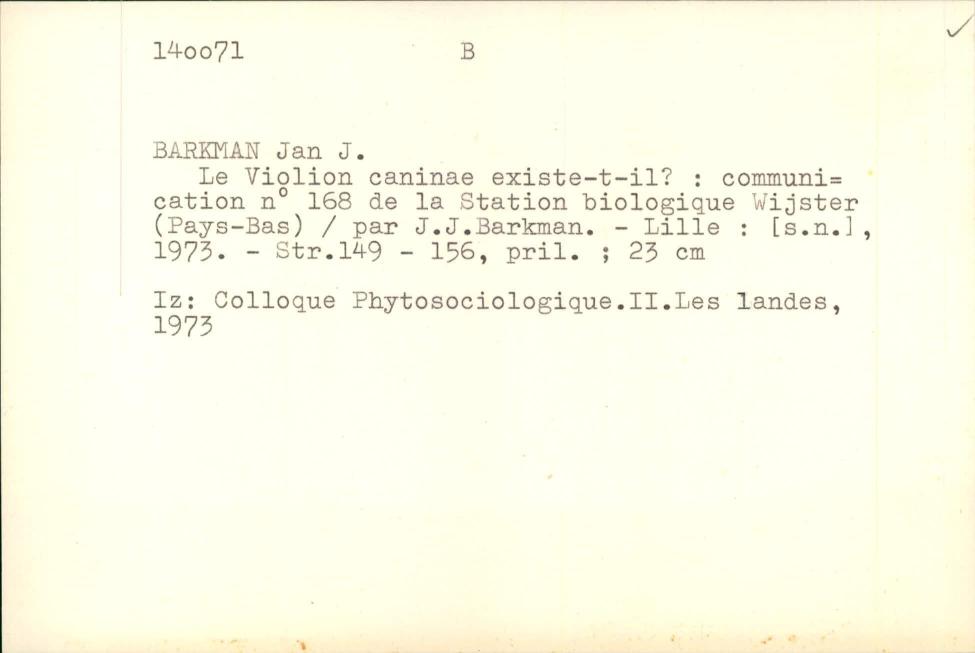 14oo71 B
BARKMAN Jan J.
Le Violion caninae existe-t-il? : communi=
cation n° 168 de la Station biologique Wijster
(Pays-Bas) / par J.J.Barkman. - Lille : [s.n.],
1973. - Str.149 - 156, pril. ; 23 cm
Iz: Colloque Phytosociologique.II.Les landes,
1973